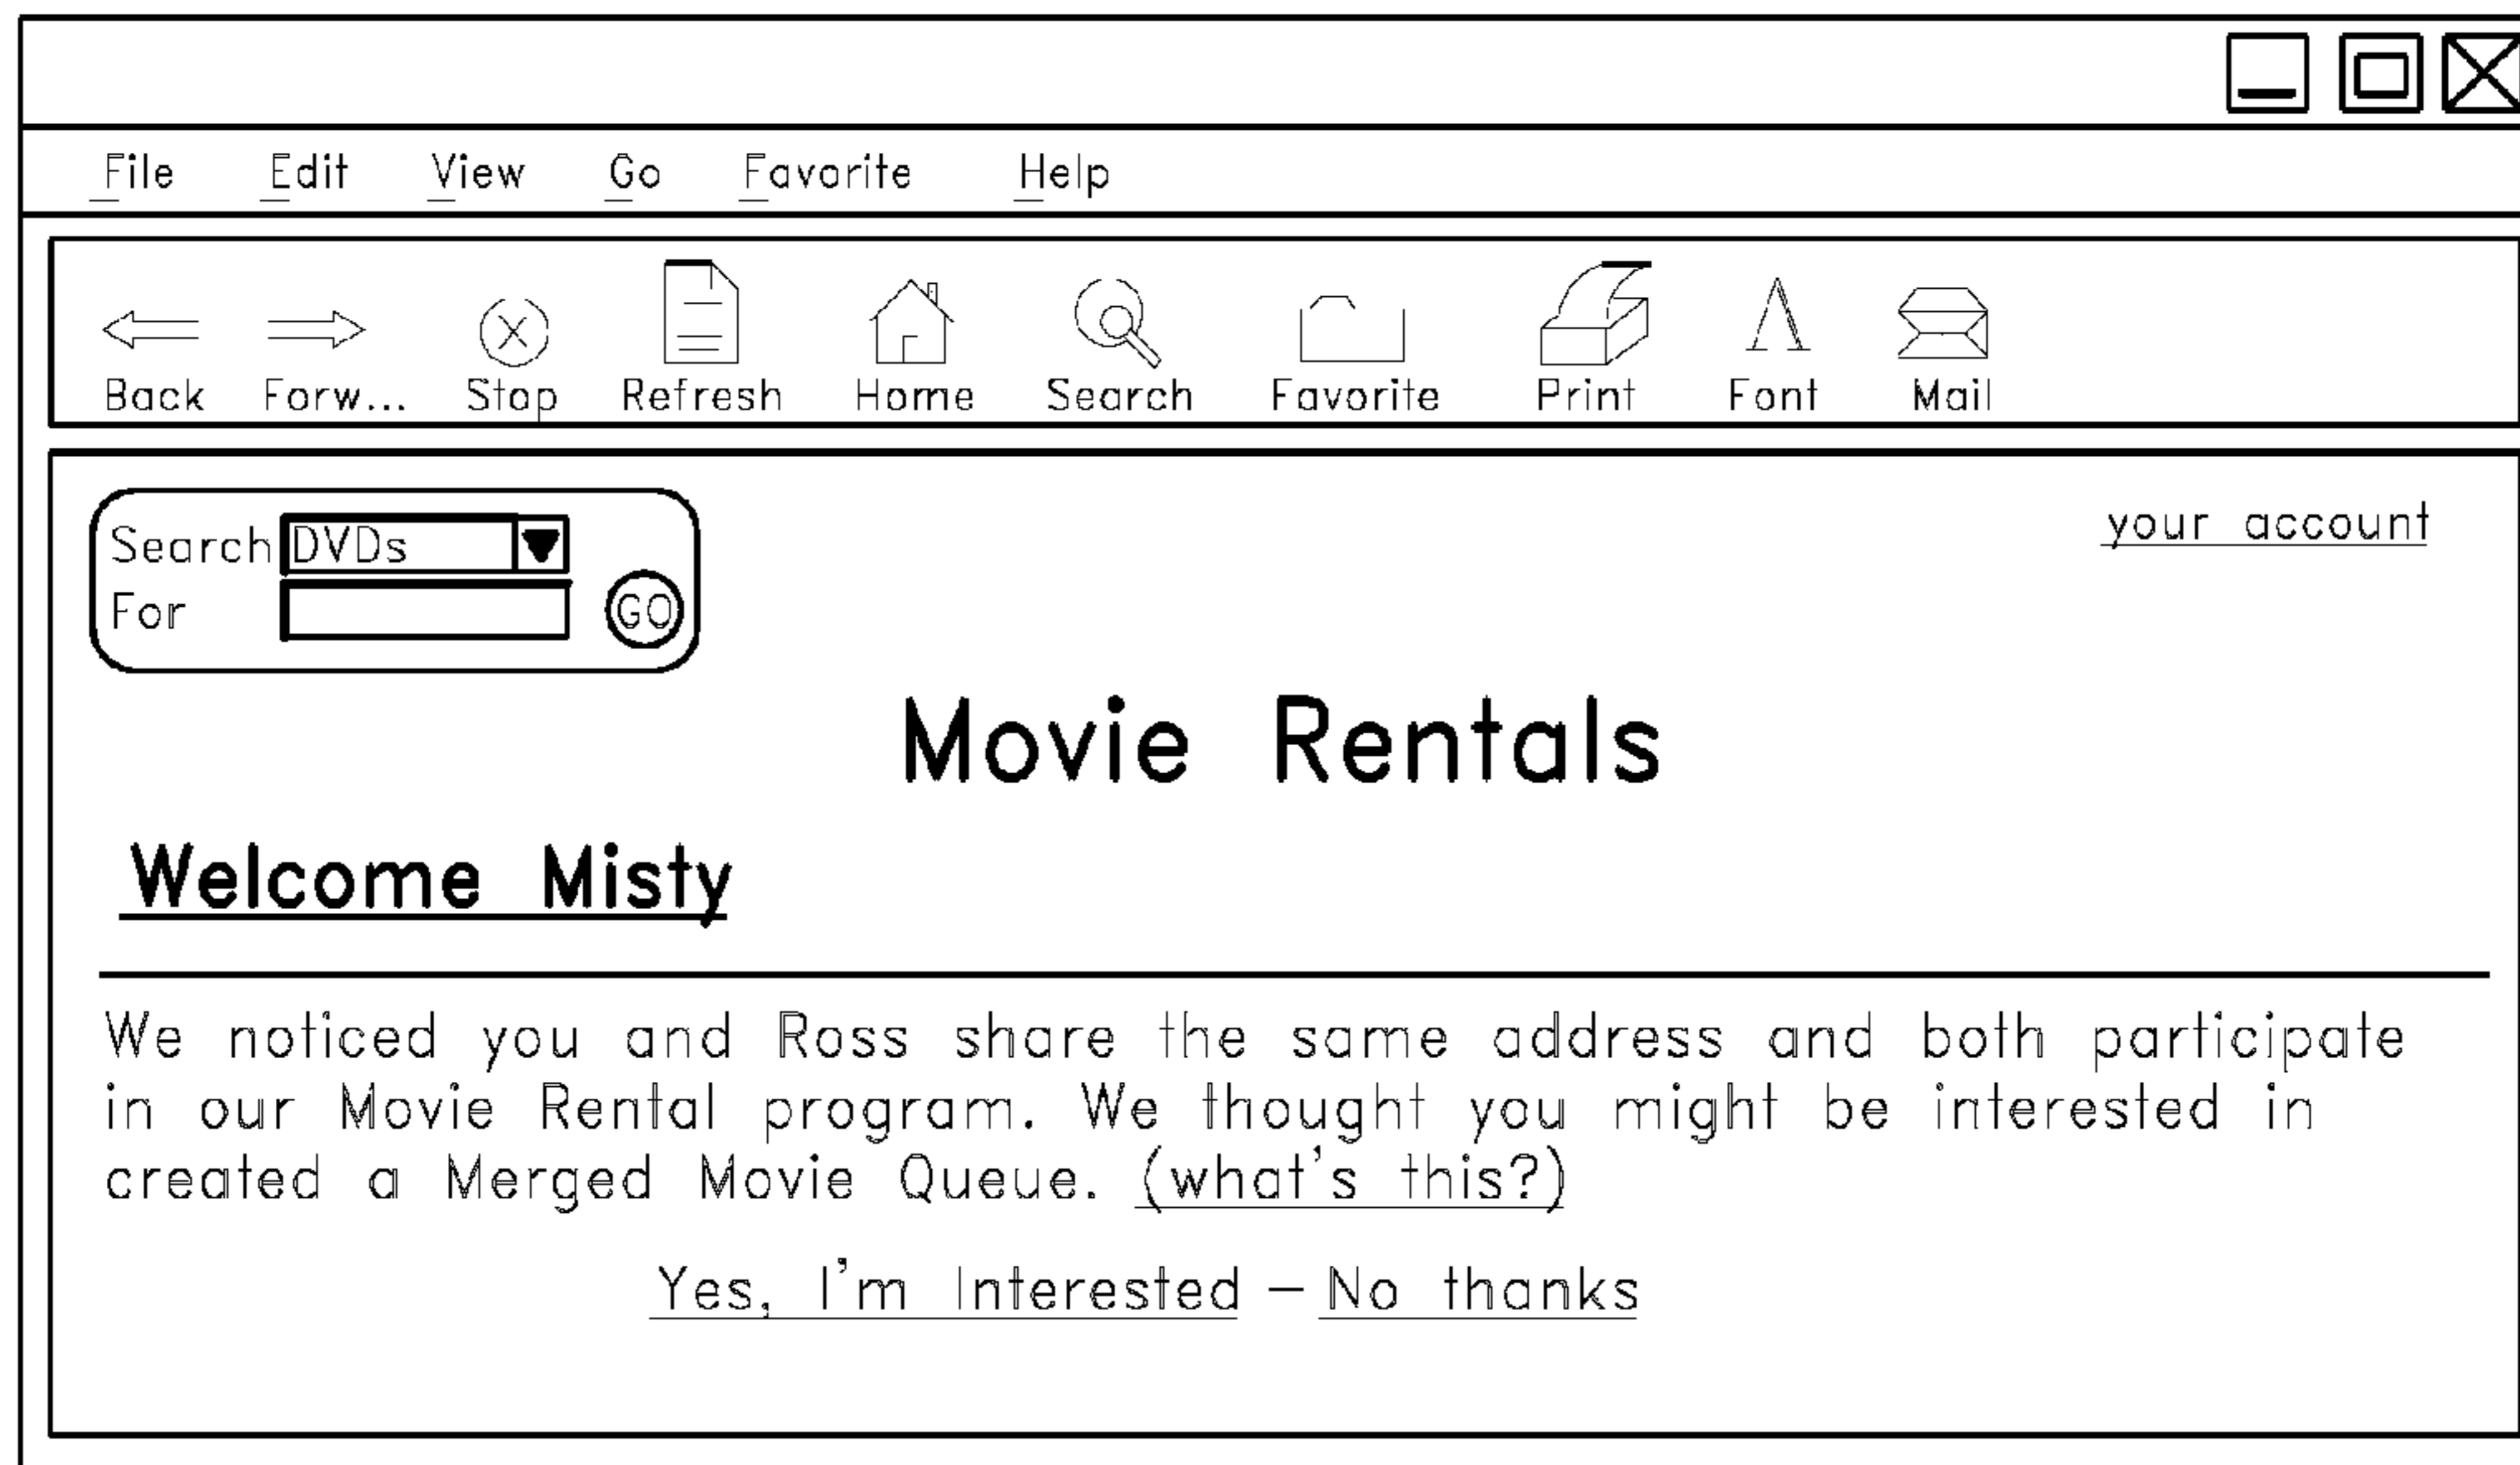 File Edit View Go Favorite Help
Back Forw... Stop Refresh Home Search Favorite Print Font Mail
Search DVDs
your account
For GO
Movie Rentals
Welcome Misty
We noticed you and Ross share the same address and both participate
in our Movie Rental program. We thought you might be interested in
created a Merged Movie Queue. (what's this?)
Yes, I'm Interested – No thanks